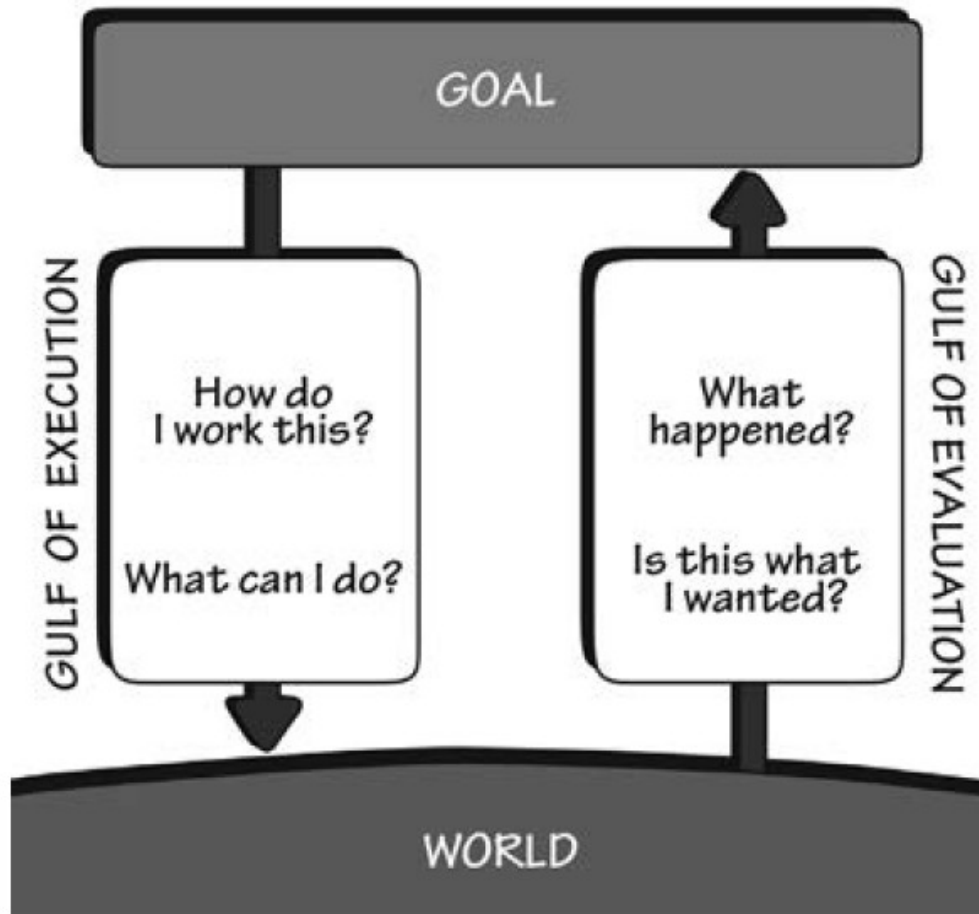 GOAL
GULF OF EXECUTION
How do
I work this?
What can I do?
What
happened?
Is this what
I wanted?
GULF OF EVALUATION
WORLD